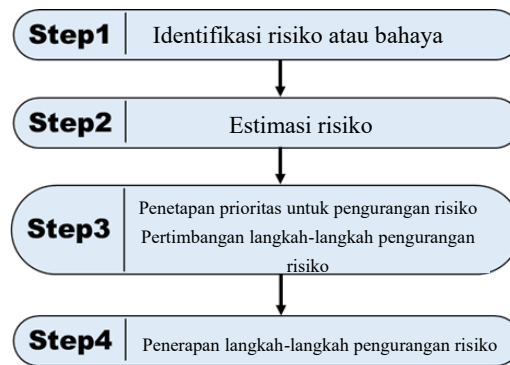 Step1 Identifikasi risiko atau bahaya
Step2 Estimasi risiko
Step3
Penetapan prioritas untuk pengurangan risiko
Pertimbangan langkah-langkah pengurangan
risiko
Step4 Penerapan langkah-langkah pengurangan risiko